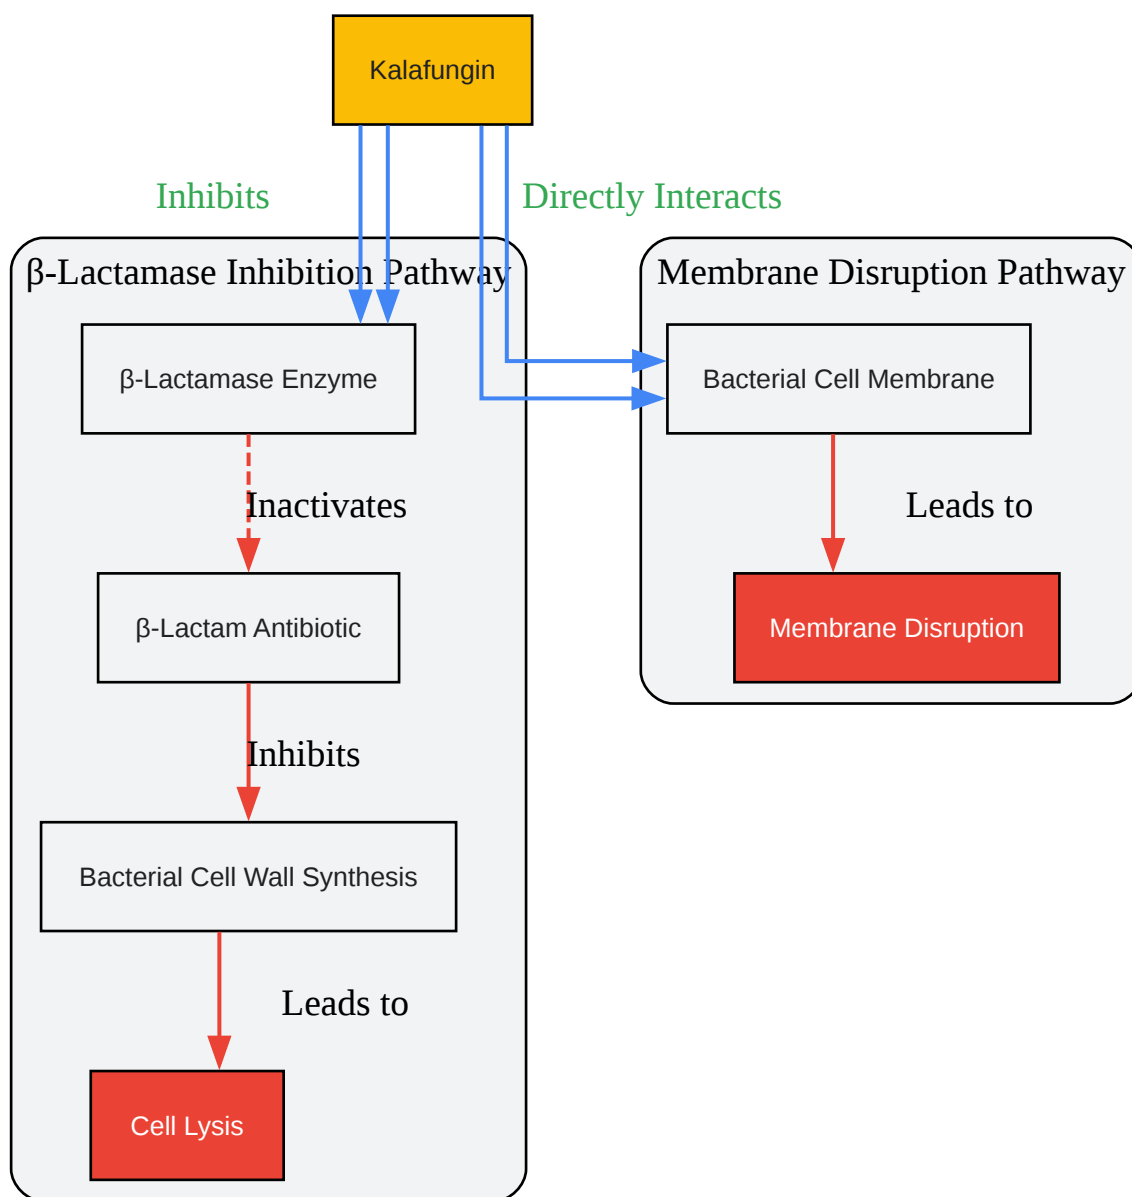 Kalafungin
Inhibits
Directly Interacts
β-Lactamase Inhibition Pathway
Membrane Disruption Pathway
β-Lactamase Enzyme
Bacterial Cell Membrane
Inactivates
Leads to
β-Lactam Antibiotic
Membrane Disruption
Inhibits
Bacterial Cell Wall Synthesis
Leads to
Cell Lysis